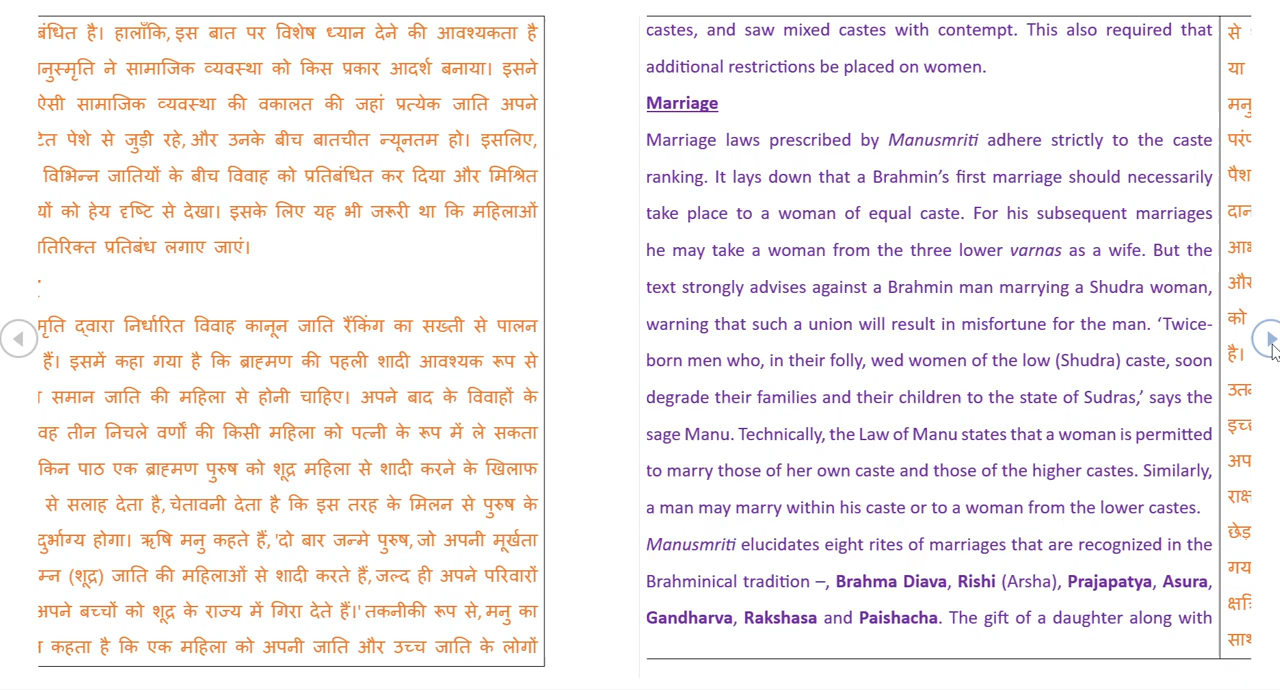 है। हालाँकि, इस बात पर विशेष ध्यान देने की आवश्यकता है
ने सामाजिक व्यवस्था को किस प्रकार आदर्श बनाया। इसने
ऐसी सामाजिक व्यवस्था की वकालत की जहां प्रत्येक जाति अपने
पेशे से जुड़ी रहे, और उनके बीच बातचीत न्यूनतम हो। इसलिए,
विभिन्न जातियों के बीच विवाह को प्रतिबंधित कर दिया और मिश्रित
को हेय दृष्टि से देखा। इसके लिए यह भी जरूरी था कि महिलाओं
प्रतिबंध लगाए जाएं।
द्वारा निर्धारित विवाह कानून जाति रैंकिंग का सख्ती से पालन
हैं। इसमें कहा गया है कि ब्राह्मण की पहली शादी आवश्यक रूप से
समान जाति की महिला से होनी चाहिए। अपने बाद के विवाहों के
वह तीन निचले वर्णों की किसी महिला को पत्नी के रूप में ले सकता
पाठ एक ब्राह्मण पुरुष को शूद्र महिला से शादी करने के खिलाफ
से सलाह देता है, चेतावनी देता है कि इस तरह के मिलन से पुरुष के
दुर्भाग्य होगा। ऋषि मनु कहते हैं, 'दो बार जन्मे पुरुष, जो अपनी मूर्खता
(शूद्र) जाति की महिलाओं से शादी करते हैं, जल्द ही अपने परिवारों
अपने बच्चों को शूद्र के राज्य में गिरा देते हैं।' तकनीकी रूप से, मनु का
कहता है कि एक महिला को अपनी जाति और उच्च जाति के लोगों
castes, and saw mixed castes with contempt. This also required that
additional restrictions be placed on women.
Marriage
Marriage laws prescribed by Manusmriti adhere strictly to the caste
ranking. It lays down that a Brahmin’s first marriage should necessarily
take place to a woman of equal caste. For his subsequent marriages
he may take a woman from the three lower varnas as a wife. But the
text strongly advises against a Brahmin man marrying a Shudra woman,
warning that such a union will result in misfortune for the man. ‘Twice-
born men who, in their folly, wed women of the low (Shudra) caste, soon
degrade their families and their children to the state of Sudras,’ says the
sage Manu. Technically, the Law of Manu states that a woman is permitted
to marry those of her own caste and those of the higher castes. Similarly,
a man may marry within his caste or to a woman from the lower castes.
Manusmriti elucidates eight rites of marriages that are recognized in the
Brahminical tradition –, Brahma Diava, Rishi (Arsha), Prajapatya, Asura,
Gandharva, Rakshasa and Paishacha. The gift of a daughter along with
से
या
और
को
है।